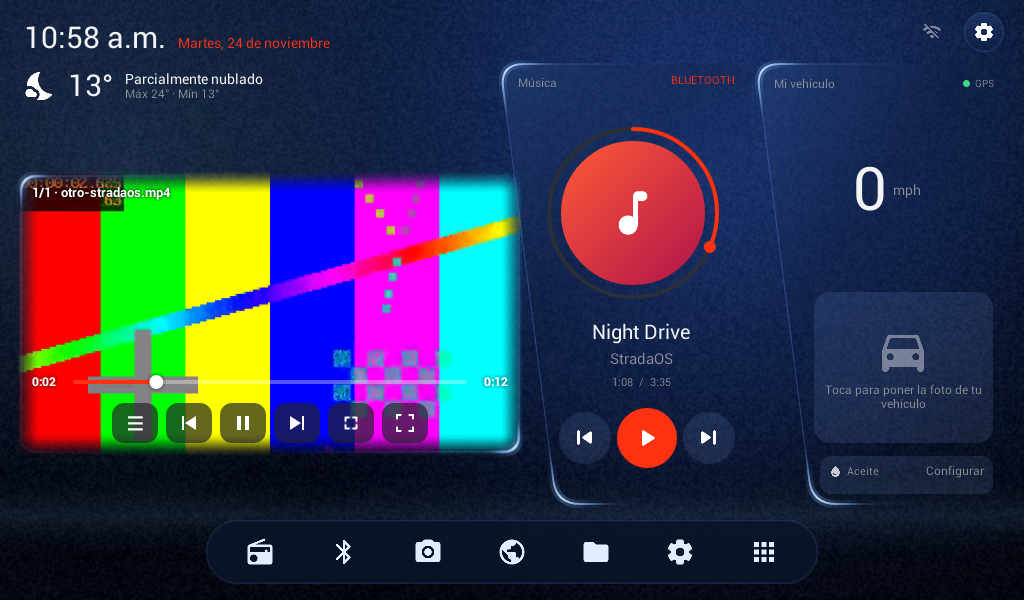 10:58 a.m. Martes, 24 de noviembre
13° Parcialmente nublado
Máx 24° · Mín 13°
1/1 · otro-stradaos.mp4
0:02
0:12
Música
BLUETOOTH
Night Drive
StradaOS
1:08 / 3:35
Mi vehículo
GPS
0 mph
Toca para poner la foto de tu
vehículo
Aceite
Configurar